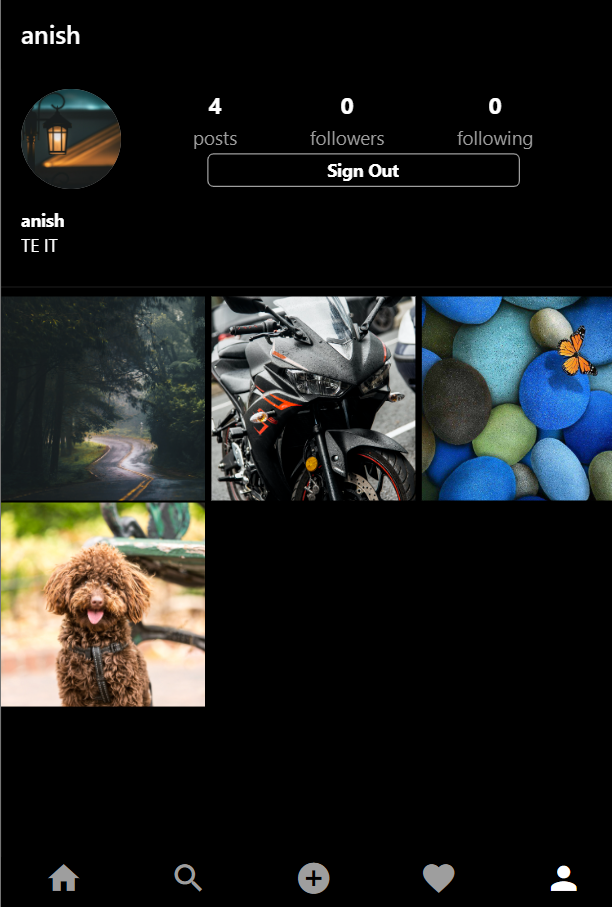 anish
4 0 0
posts followers following
Sign Out
anish
TE IT